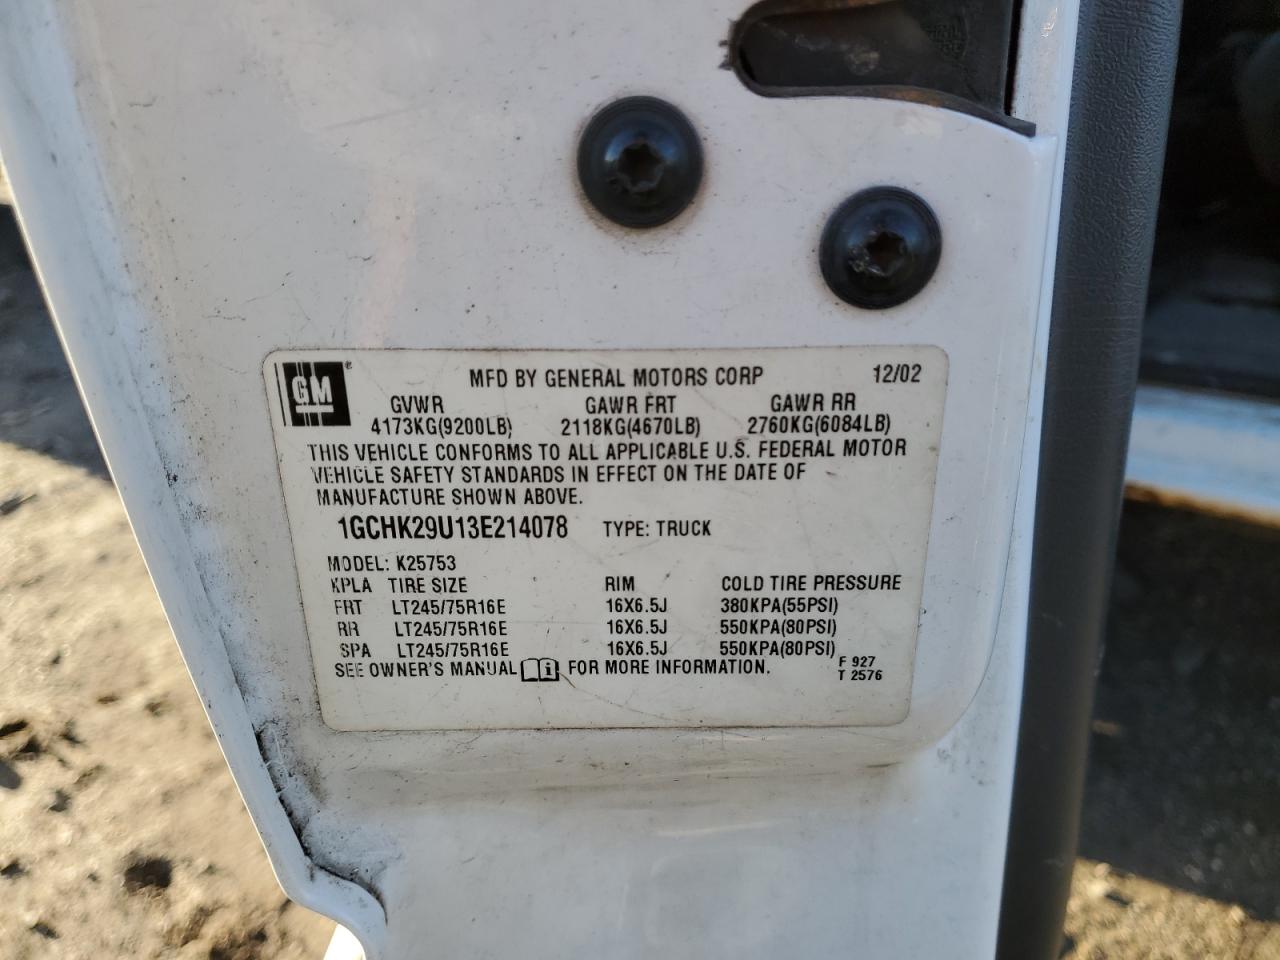 GM ®
MFD BY GENERAL MOTORS CORP 12/02
GVWR GAWR FRT GAWR RR
4173KG(9200LB) 2118KG(4670LB) 2760KG(6084LB)
THIS VEHICLE CONFORMS TO ALL APPLICABLE U.S. FEDERAL MOTOR
VEHICLE SAFETY STANDARDS IN EFFECT ON THE DATE OF
MANUFACTURE SHOWN ABOVE.
1GCHK29U13E214078 TYPE: TRUCK
MODEL: K25753
KPLA TIRE SIZE RIM COLD TIRE PRESSURE
FRT LT245/75R16E 16X6.5J 380KPA(55PSI)
RR LT245/75R16E 16X6.5J 550KPA(80PSI)
SPA LT245/75R16E 16X6.5J 550KPA(80PSI)
SEE OWNER'S MANUAL FOR MORE INFORMATION.
F 927
T 2576